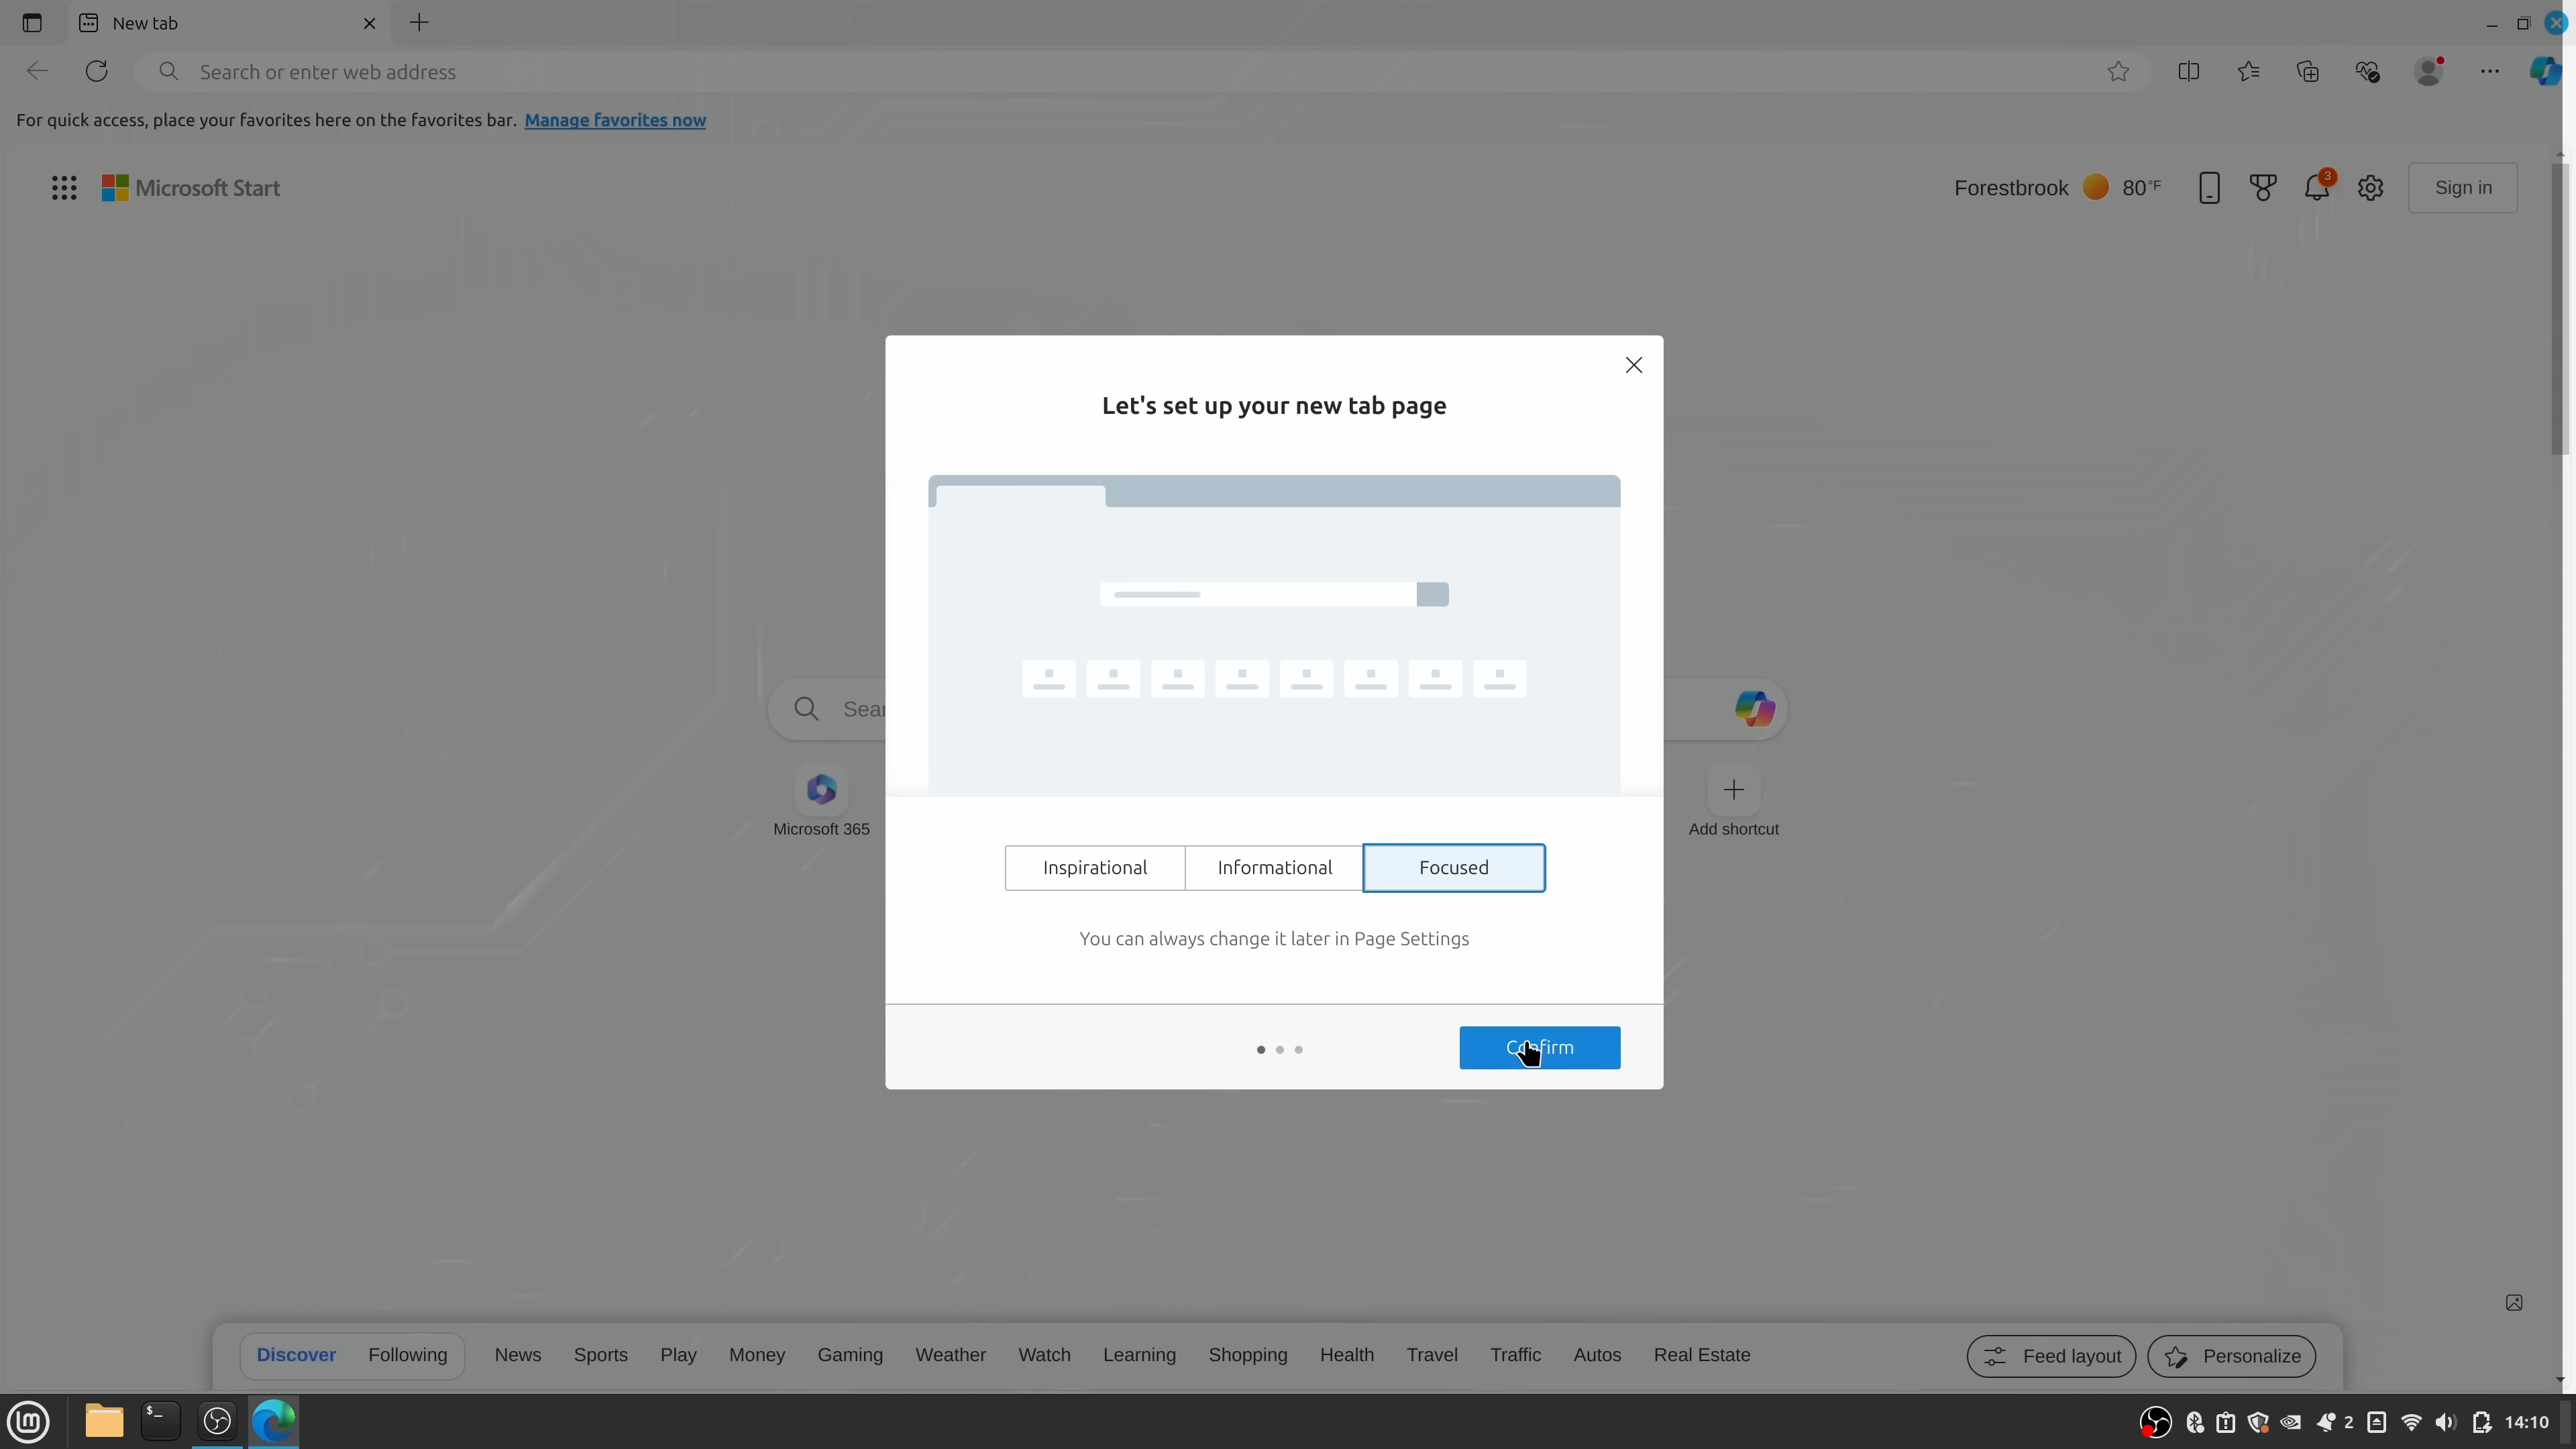 New tab
Search or enter web address
For quick access, place your favorites here on the favorites bar. Manage favorites now
Microsoft Start
Forestbrook 80°F
3
Sign in
Let's set up your new tab page
Sear
Microsoft 365
Add shortcut
Inspirational Informational Focused
You can always change it later in Page Settings
Confirm
Discover Following News Sports Play Money Gaming Weather Watch Learning Shopping Health Travel Traffic Autos Real Estate Feed layout Personalize
$_
2
14:10